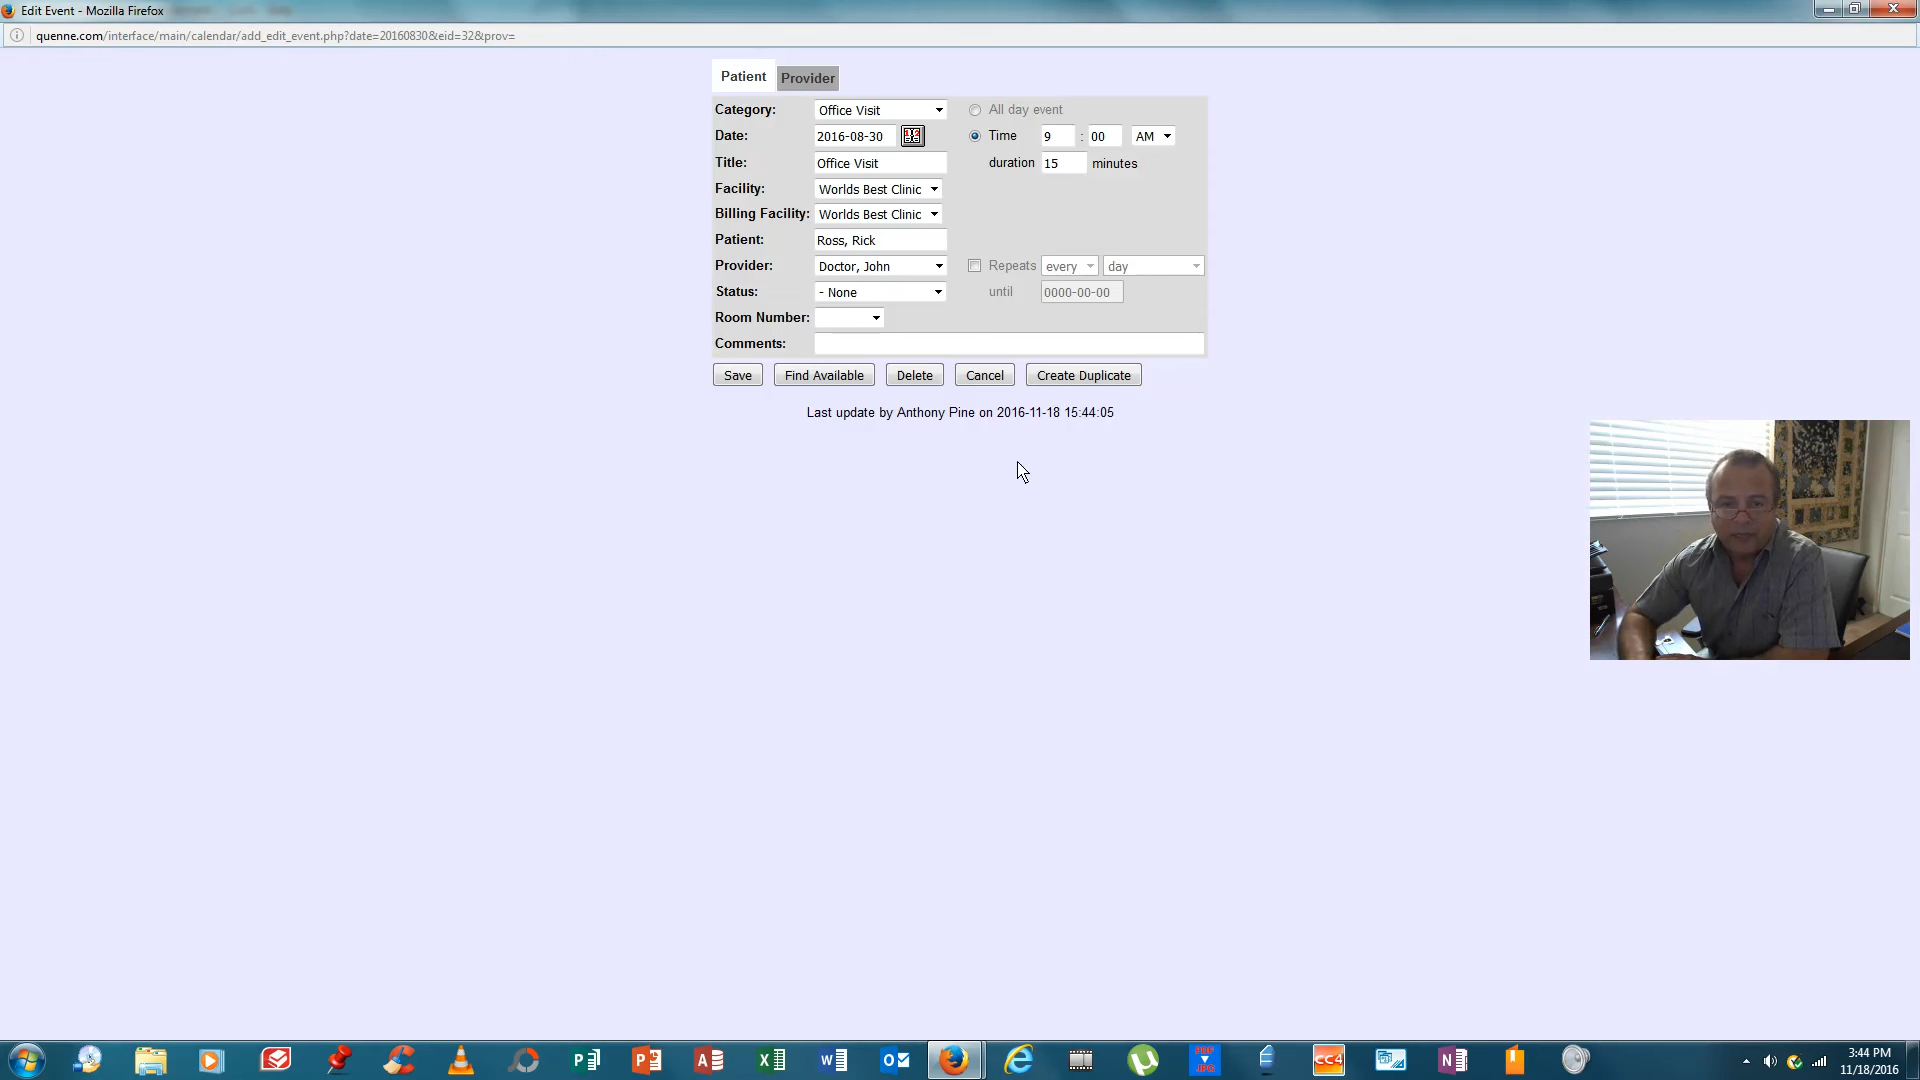 Edit Event - Mozilla Firefox
quenne.com/interface/main/calendar/add_edit_event.php?date=20160830&eid=32&prov=
Patient Provider
Category: Office Visit All day event
Date: 2016-08-30 Time 9 : 00 AM
Title: Office Visit duration 15 minutes
Facility: Worlds Best Clinic
Billing Facility: Worlds Best Clinic
Patient: Ross, Rick
Provider: Doctor, John Repeats every day
Status: - None until 0000-00-00
Room Number:
Comments:
Save Find Available Delete Cancel Create Duplicate
Last update by Anthony Pine on 2016-11-18 15:44:05
3:44 PM
11/18/2016